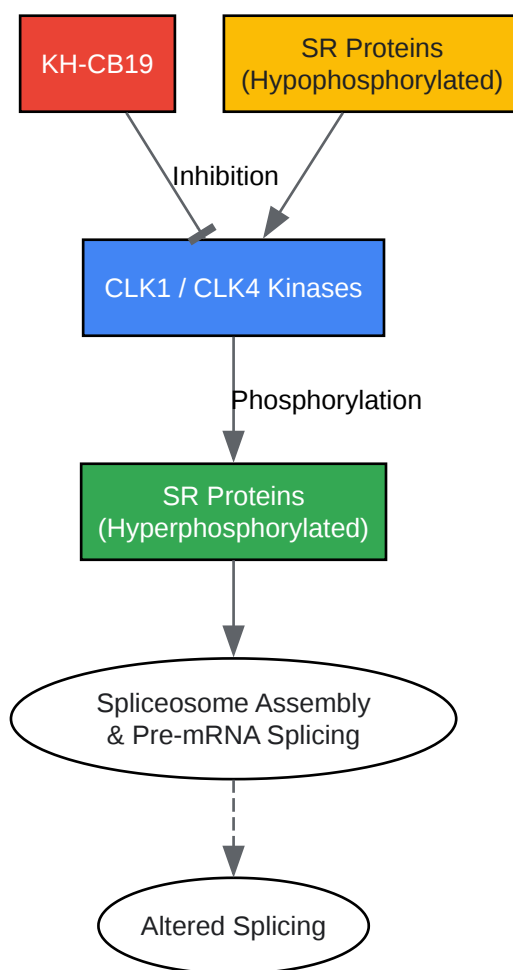 KH-CB19
SR Proteins
(Hypophosphorylated)
Inhibition
CLK1 / CLK4 Kinases
Phosphorylation
SR Proteins
(Hyperphosphorylated)
Spliceosome Assembly
& Pre-mRNA Splicing
Altered Splicing